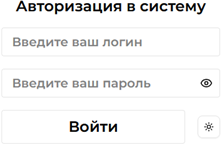 Авторизация в систему
Введите ваш логин
Введите ваш пароль
Войти